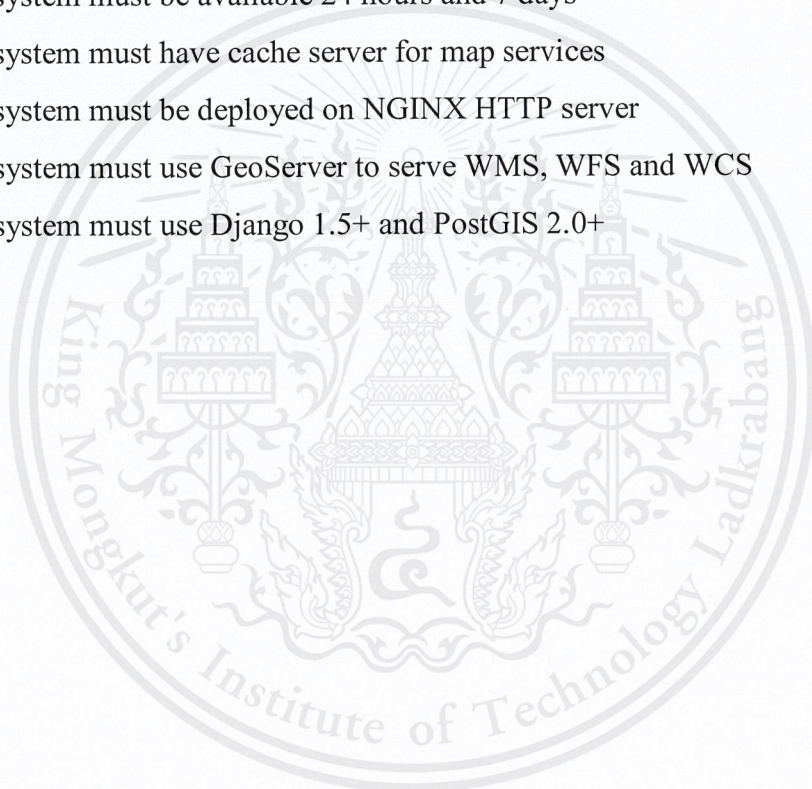 system must be available 24 hours and 7 days
system must have cache server for map services
system must be deployed on NGINX HTTP server
system must use GeoServer to serve WMS, WFS and WCS
system must use Django 1.5+ and PostGIS 2.0+
King Mongkut's Institute of Technology Ladkrabang